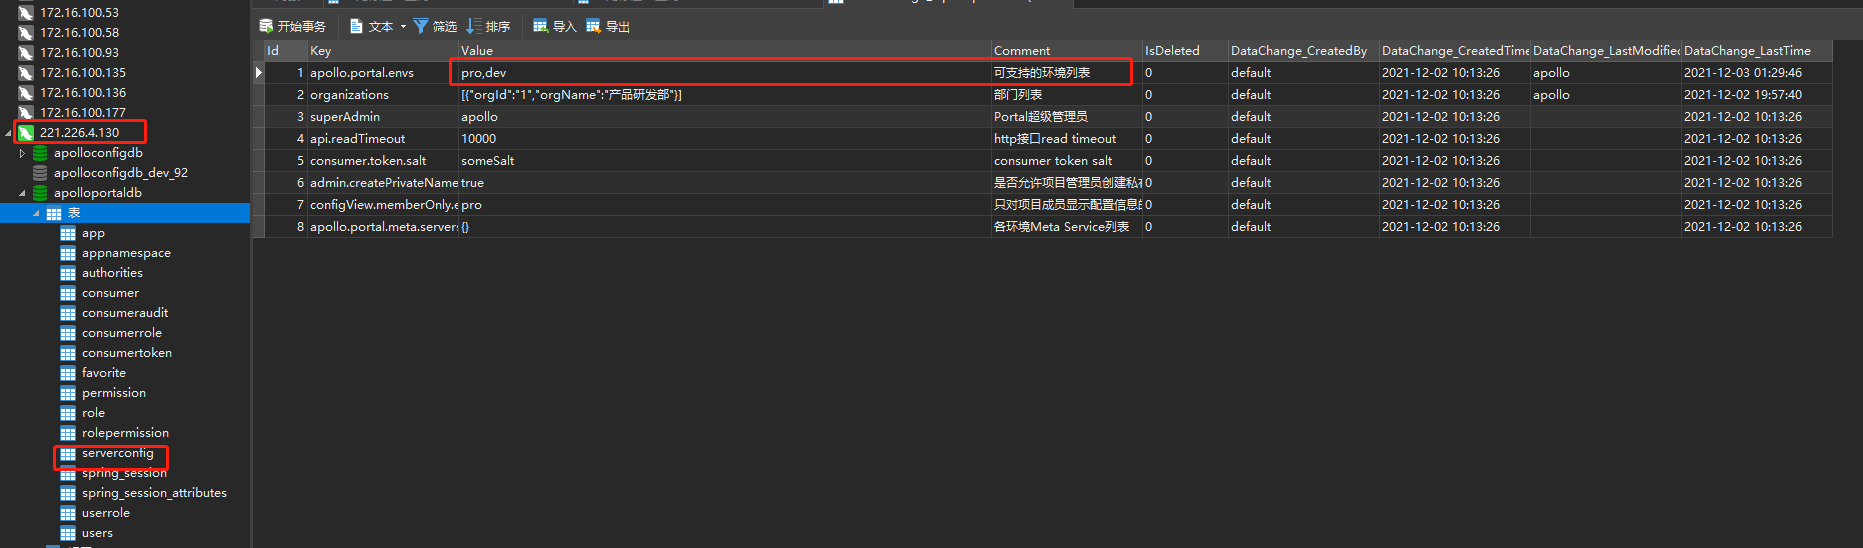 172.16.100.53
172.16.100.58
172.16.100.93
172.16.100.135
172.16.100.136
172.16.100.177
221.226.4.130
apolloconfigdb
apolloconfigdb_dev_92
apolloportaldb
表
app
appnamespace
authorities
consumer
consumeraudit
consumerrole
consumertoken
favorite
permission
role
rolepermission
serverconfig
spring_session
spring_session_attributes
userrole
users
开始事务 文本 筛选 排序 导入 导出
Id Key Value Comment IsDeleted DataChange_CreatedBy DataChange_CreatedTime DataChange_LastModified DataChange_LastTime
1 apollo.portal.envs pro,dev 可支持的环境列表 0 default 2021-12-02 10:13:26 apollo 2021-12-03 01:29:46
2 organizations [{"orgId":"1","orgName":"产品研发部"}] 部门列表 0 default 2021-12-02 10:13:26 apollo 2021-12-02 19:57:40
3 superAdmin apollo Portal超级管理员 0 default 2021-12-02 10:13:26 2021-12-02 10:13:26
4 api.readTimeout 10000 http接口read timeout 0 default 2021-12-02 10:13:26 2021-12-02 10:13:26
5 consumer.token.salt someSalt consumer token salt 0 default 2021-12-02 10:13:26 2021-12-02 10:13:26
6 admin.createPrivateName true 是否允许项目管理员创建私有 0 default 2021-12-02 10:13:26 2021-12-02 10:13:26
7 configView.memberOnly.e pro 只对项目成员显示配置信息的 0 default 2021-12-02 10:13:26 2021-12-02 10:13:26
8 apollo.portal.meta.servers {} 各环境Meta Service列表 0 default 2021-12-02 10:13:26 2021-12-02 10:13:26